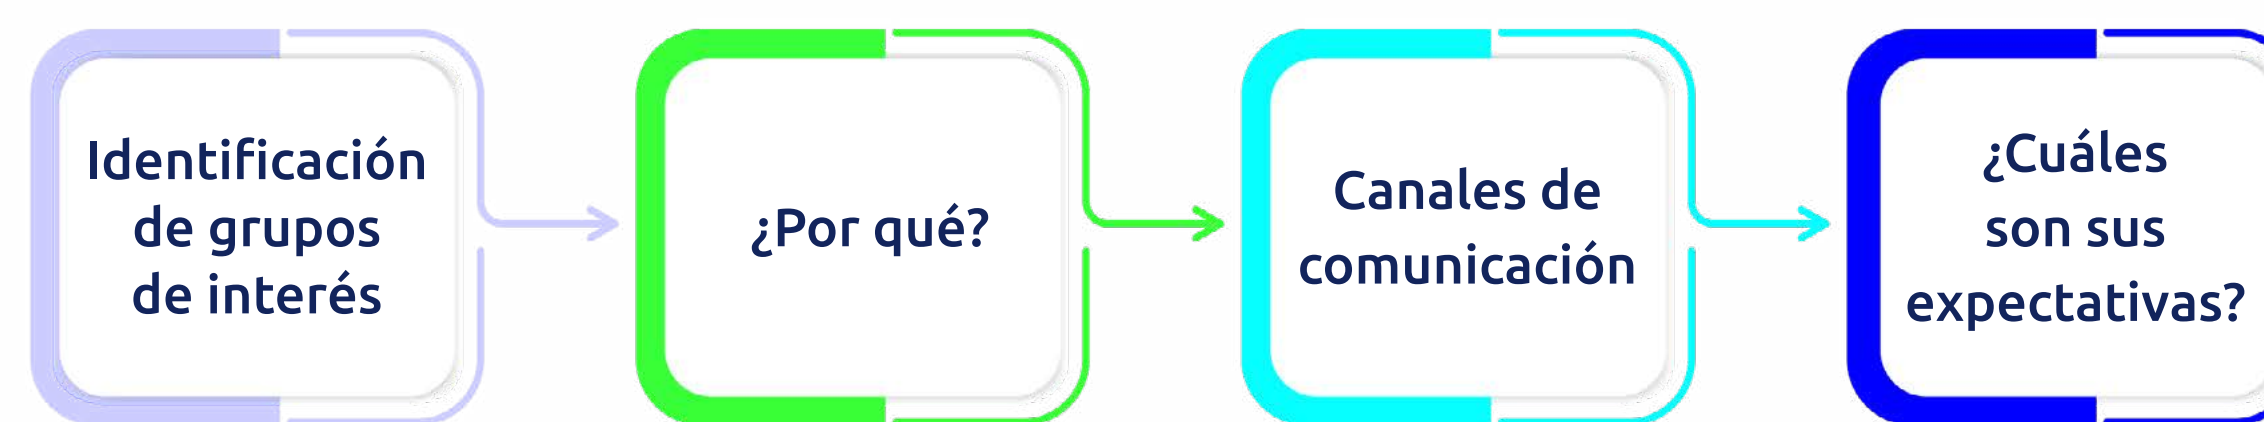 Identificación
de grupos
de interés
¿Por qué?
Canales de
comunicación
¿Cuáles
son sus
expectativas?